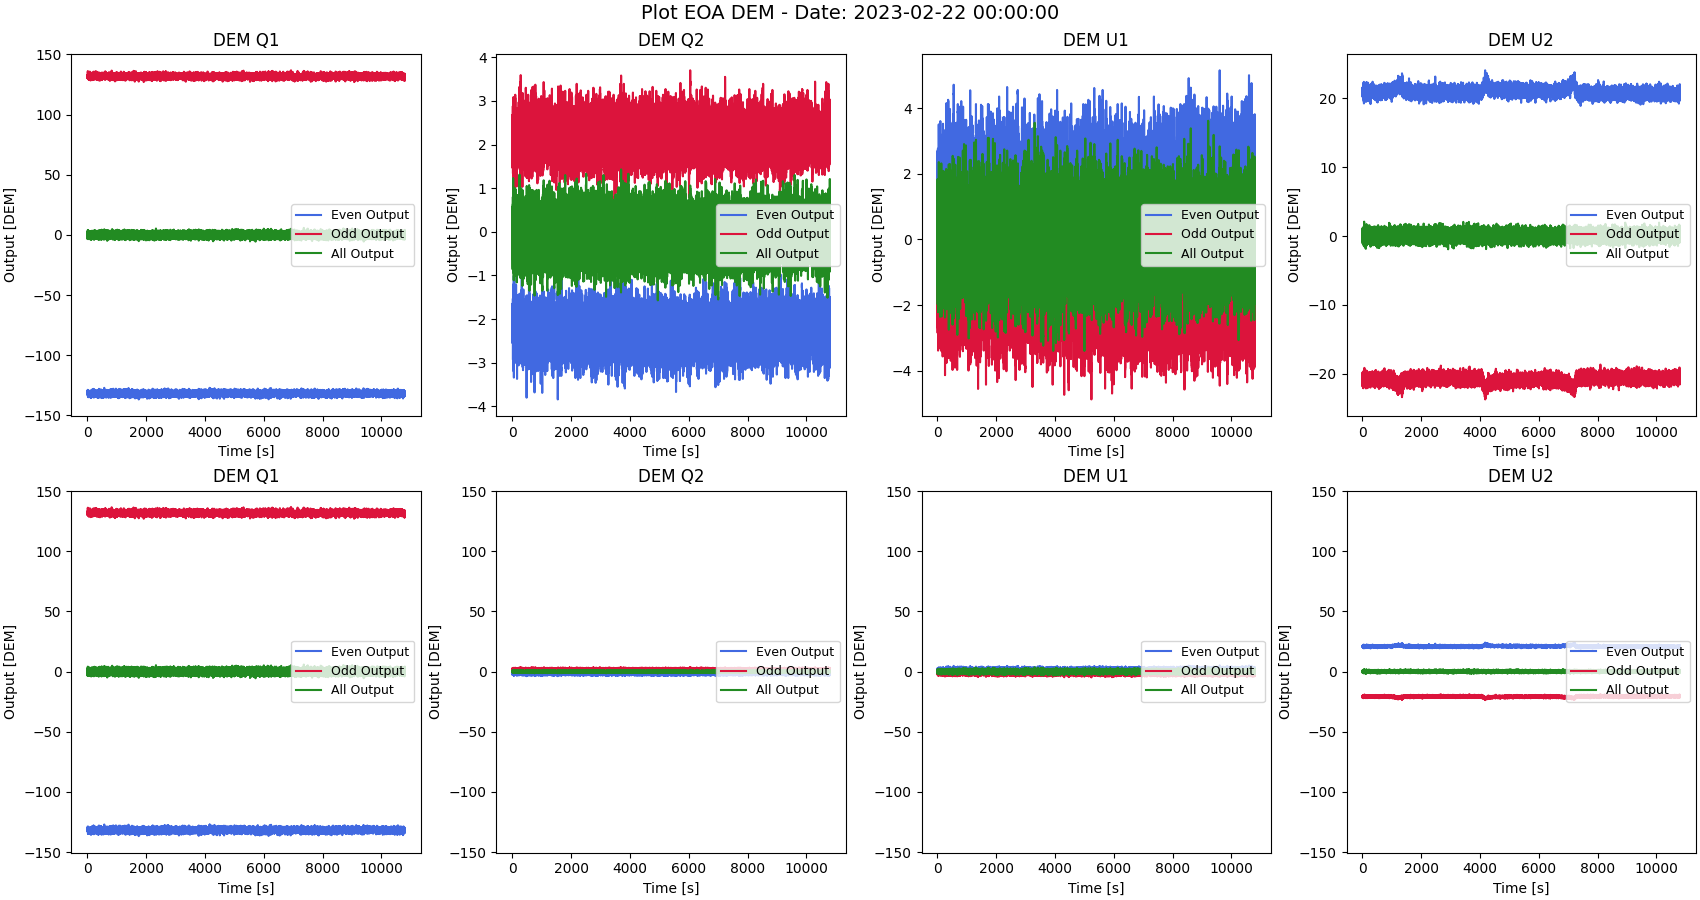 Plot EOA DEM - Date: 2023-02-22 00:00:00
DEM Q1
Output [DEM]
150
100
50
0
−50
−100
−150
0 2000 4000 6000 8000 10000
Time [s]
Even Output
Odd Output
All Output
DEM Q2
Output [DEM]
4
3
2
1
0
−1
−2
−3
−4
0 2000 4000 6000 8000 10000
Time [s]
Even Output
Odd Output
All Output
DEM U1
Output [DEM]
4
2
0
−2
−4
0 2000 4000 6000 8000 10000
Time [s]
Even Output
Odd Output
All Output
DEM U2
Output [DEM]
20
10
0
−10
−20
0 2000 4000 6000 8000 10000
Time [s]
Even Output
Odd Output
All Output
DEM Q1
Output [DEM]
150
100
50
0
−50
−100
−150
0 2000 4000 6000 8000 10000
Time [s]
Even Output
Odd Output
All Output
DEM Q2
Output [DEM]
150
100
50
0
−50
−100
−150
0 2000 4000 6000 8000 10000
Time [s]
Even Output
Odd Output
All Output
DEM U1
Output [DEM]
150
100
50
0
−50
−100
−150
0 2000 4000 6000 8000 10000
Time [s]
Even Output
Odd Output
All Output
DEM U2
Output [DEM]
150
100
50
0
−50
−100
−150
0 2000 4000 6000 8000 10000
Time [s]
Even Output
Odd Output
All Output